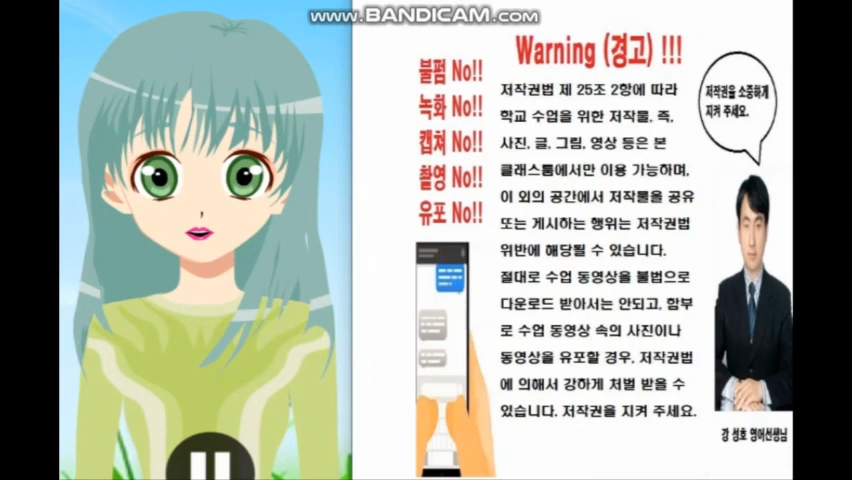 www.BANDICAM.com
Warning (경고) !!!
불펌 No!!
녹화 No!!
캡쳐 No!!
촬영 No!!
유포 No!!
저작권법 제 25조 2항에 따라
학교 수업을 위한 저작물, 즉,
사진, 글, 그림, 영상 등은 본
클래스룸에서만 이용 가능하며,
이 외의 공간에서 저작물을 공유
또는 게시하는 행위는 저작권법
위반에 해당될 수 있습니다.
절대로 수업 동영상을 불법으로
다운로드 받아서는 안되고, 함부
로 수업 동영상 속의 사진이나
동영상을 유포할 경우, 저작권법
에 의해서 강하게 처벌 받을 수
있습니다. 저작권을 지켜 주세요.
저작권을 소중하게
지켜 주세요.
강 성호 영어선생님